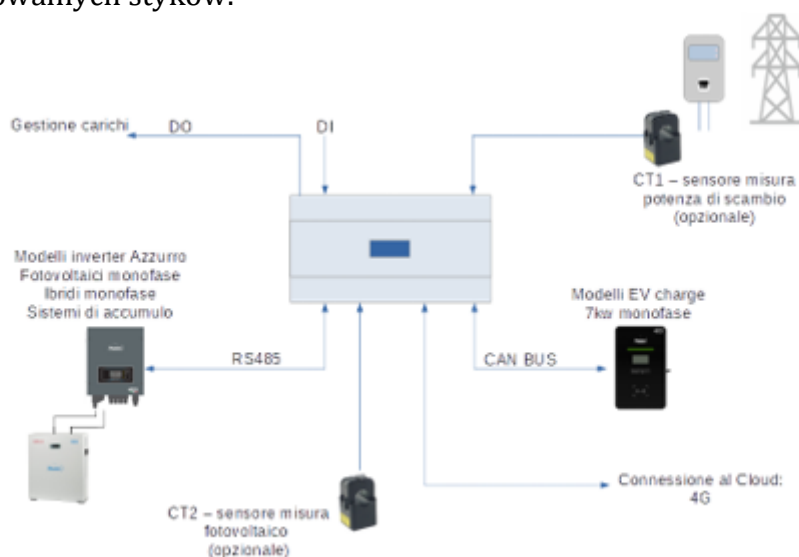 styków.
Gestione carichi
DO
DI
CT1 – sensore misura
potenza di scambio
(opzionale)
Modelli inverter Azzurro
Fotovoltaici monofase
Ibridi monofase
Sistemi di accumulo
Modelli EV charge
7kw monofase
RS485
CAN BUS
Connessione al Cloud:
4G
CT2 – sensore misura
fotovoltaico
(opzionale)